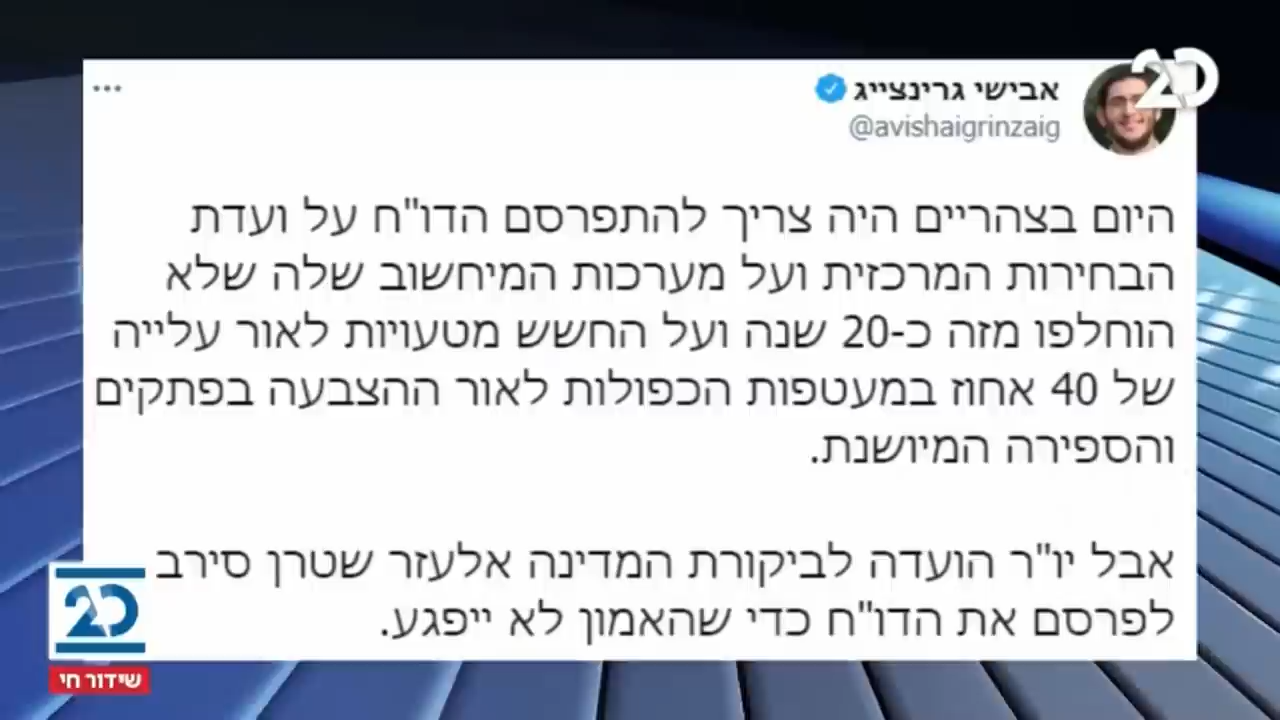 20
אבישי גרינצייג
@avishaigrinzaig
היום בצהריים היה צריך להתפרסם הדו"ח על ועדת
הבחירות המרכזית ועל מערכות המיחשוב שלה שלא
הוחלפו מזה כ-20 שנה ועל החשש מטעויות לאור עלייה
של 40 אחוז במעטפות הכפולות לאור ההצבעה בפתקים
והספירה המיושנת.
אבל יו"ר הועדה לביקורת המדינה אלעזר שטרן סירב
לפרסם את הדו"ח כדי שהאמון לא ייפגע.
20
שידור חי